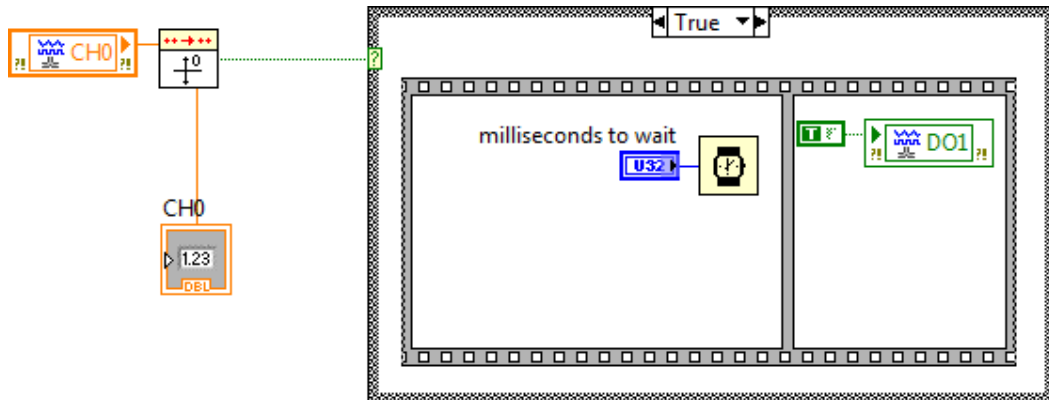 True
CH0
?!
?!
0
?
milliseconds to wait
U32
T
F
DO1
?!
?!
CH0
1.23
DBL